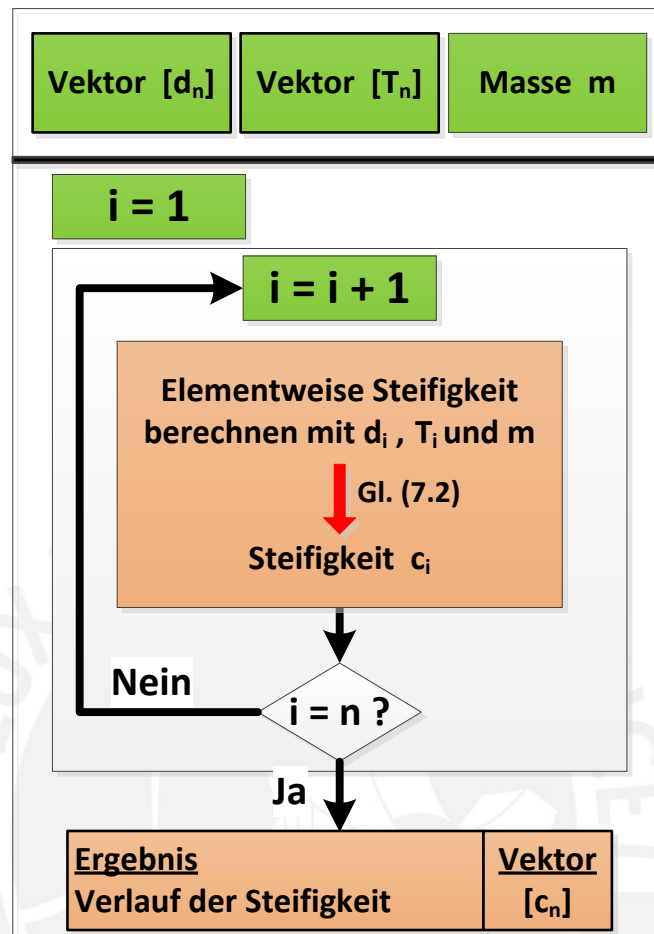 Vektor [dn]
Vektor [Tn]
Masse m
i = 1
i = i + 1
Elementweise Steifigkeit
berechnen mit di , Ti und m
Gl. (7.2)
Steifigkeit ci
Nein
i = n ?
Ja
Ergebnis
Verlauf der Steifigkeit
Vektor
[cn]